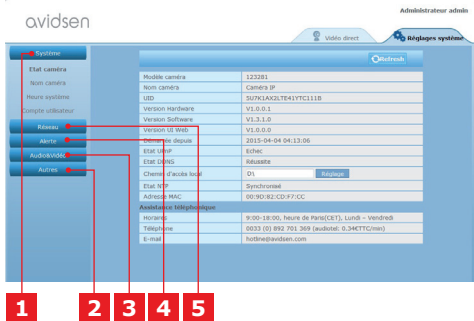 Administrateur admin
avidsen
Vidéo direct
Réglages système
Système
Etat caméra
Nom caméra
Heure système
Compte utilisateur
Réseau
Alerte
Audio&Vidéo
Autres
Refresh
Modèle caméra 123281
Nom caméra Caméra IP
UID 5U7K1AX2LTE41YTC111B
Version Hardware V1.0.0.1
Version Software V1.3.1.0
Version UI Web V1.0.0.0
Démarrée depuis 2015-04-04 04:13:06
Etat UPnP Echec
Etat DDNS Réussite
Chemin d'accès local D:\ Réglage
Etat NTP Synchronisé
Adresse MAC 00:9D:82:CD:F7:CC
Assistance téléphonique
Horaires 9:00-18:00, heure de Paris(CET), Lundi – Vendredi
Téléphone 0033 (0) 892 701 369 (audiotel: 0.34€TTC/min)
E-mail hotline@avidsen.com
1 2 3 4 5